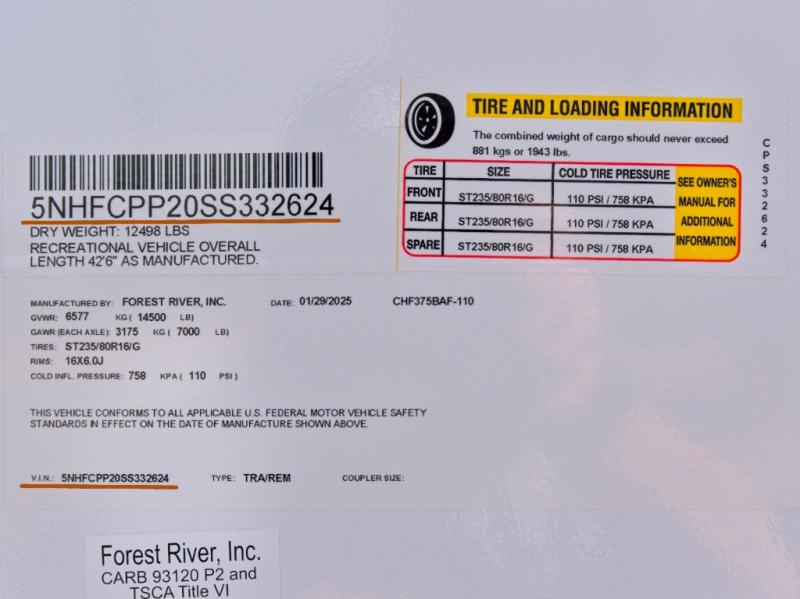 5NHFCPP20SS332624
DRY WEIGHT: 12498 LBS
RECREATIONAL VEHICLE OVERALL
LENGTH 42'6" AS MANUFACTURED.
TIRE AND LOADING INFORMATION
The combined weight of cargo should never exceed
881 kgs or 1943 lbs.
TIRE SIZE COLD TIRE PRESSURE
FRONT ST235/80R16/G 110 PSI / 758 KPA
REAR ST235/80R16/G 110 PSI / 758 KPA
SPARE ST235/80R16/G 110 PSI / 758 KPA
SEE OWNER'S
MANUAL FOR
ADDITIONAL
INFORMATION
CPS332624
MANUFACTURED BY: FOREST RIVER, INC. DATE: 01/29/2025 CHF375BAF-110
GVWR: 6577 KG ( 14500 LB)
GAWR (EACH AXLE): 3175 KG ( 7000 LB)
TIRES: ST235/80R16/G
RIMS: 16X6.0J
COLD INFL. PRESSURE: 758 KPA ( 110 PSI )
THIS VEHICLE CONFORMS TO ALL APPLICABLE U.S. FEDERAL MOTOR VEHICLE SAFETY
STANDARDS IN EFFECT ON THE DATE OF MANUFACTURE SHOWN ABOVE.
V.I.N.: 5NHFCPP20SS332624 TYPE: TRA/REM COUPLER SIZE:
Forest River, Inc.
CARB 93120 P2 and
TSCA Title VI